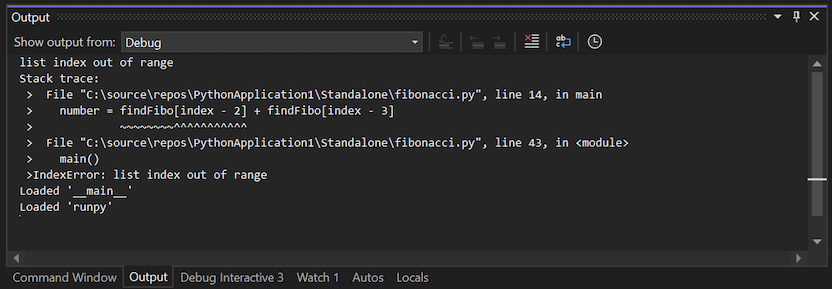 Output
Show output from: Debug
list index out of range
Stack trace:
 >  File "C:\source\repos\PythonApplication1\Standalone\fibonacci.py", line 14, in main
 >    number = findFibo[index - 2] + findFibo[index - 3]
 >             ~~~~~~~~^^^^^^^^^^^
 >  File "C:\source\repos\PythonApplication1\Standalone\fibonacci.py", line 43, in <module>
 >    main()
 >IndexError: list index out of range
Loaded '__main__'
Loaded 'runpy'
Command Window Output Debug Interactive 3 Watch 1 Autos Locals